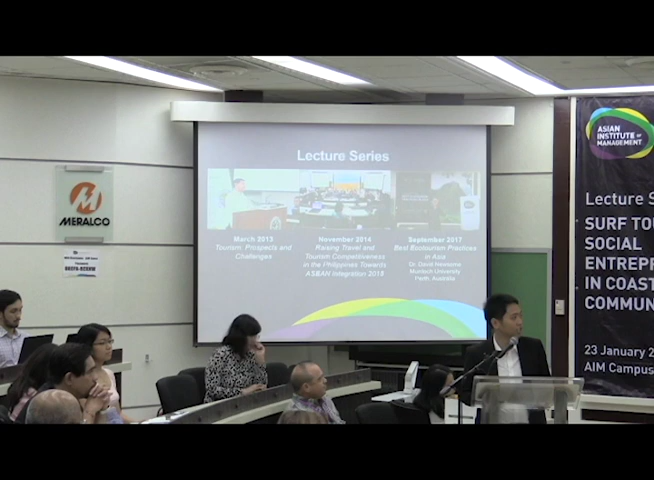 Lecture Series
March 2013
Tourism: Prospects and
Challenges
November 2014
Raising Travel and
Tourism Competitiveness
in the Philippines Towards
ASEAN Integration 2015
September 2017
Best Ecotourism Practices
in Asia
Dr. David Newsome
Murdoch University
Perth, Australia
MERALCO
ASIAN
INSTITUTE OF
MANAGEMENT
Lecture S
SURF TOU
SOCIAL
ENTREPR
IN COAST
COMMUN
23 January 2
AIM Campus